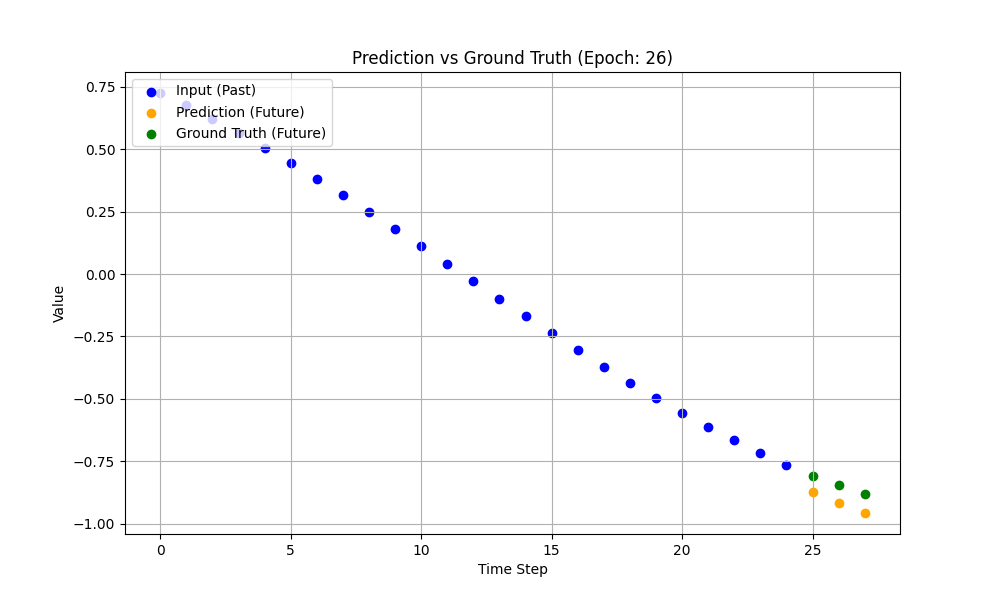 Prediction vs Ground Truth (Epoch: 26)
Input (Past)
Prediction (Future)
Ground Truth (Future)
Value
0.75
0.50
0.25
0.00
−0.25
−0.50
−0.75
−1.00
0 5 10 15 20 25
Time Step